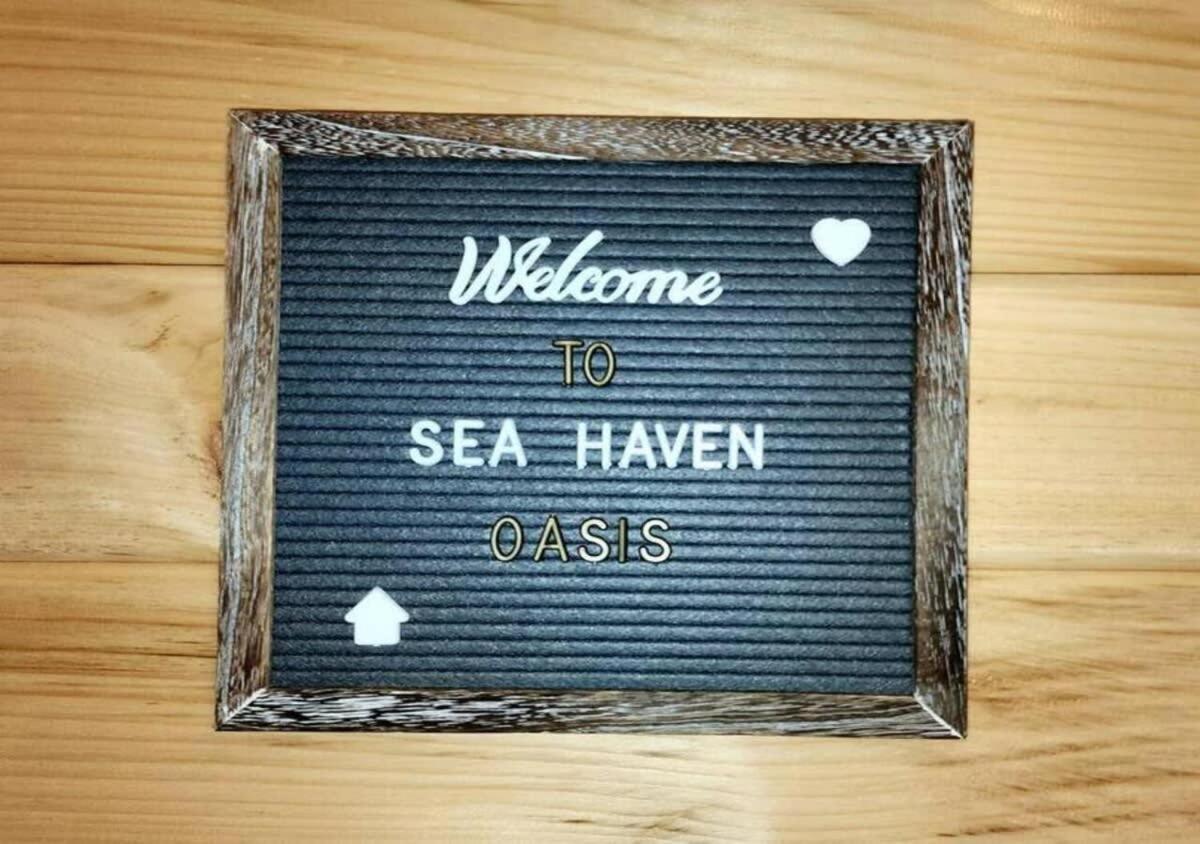 Welcome
TO
SEA HAVEN
OASIS